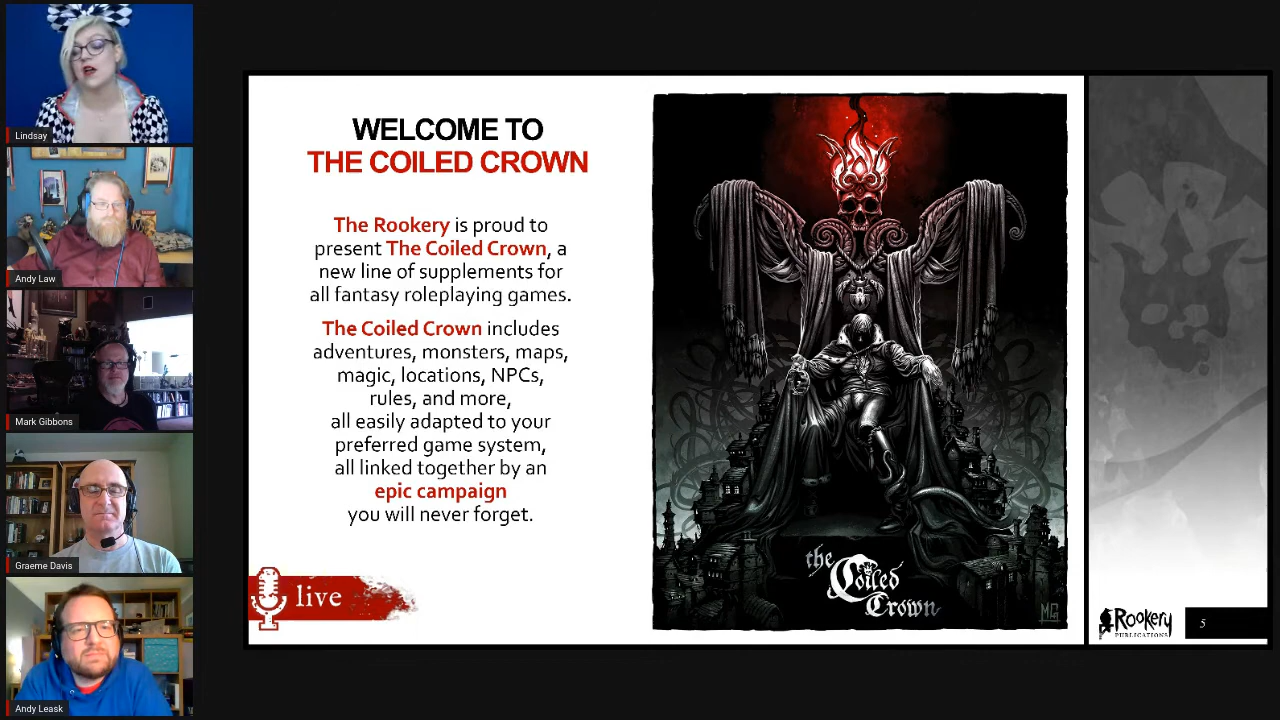 Lindsay
Andy Law
Mark Gibbons
Graeme Davis
Andy Leask
WELCOME TO
THE COILED CROWN
The Rookery is proud to
present The Coiled Crown, a
new line of supplements for
all fantasy roleplaying games.
The Coiled Crown includes
adventures, monsters, maps,
magic, locations, NPCs,
rules, and more,
all easily adapted to your
preferred game system,
all linked together by an
epic campaign
you will never forget.
live
the
Coiled
Crown
MG
Rookery
PUBLICATIONS
5